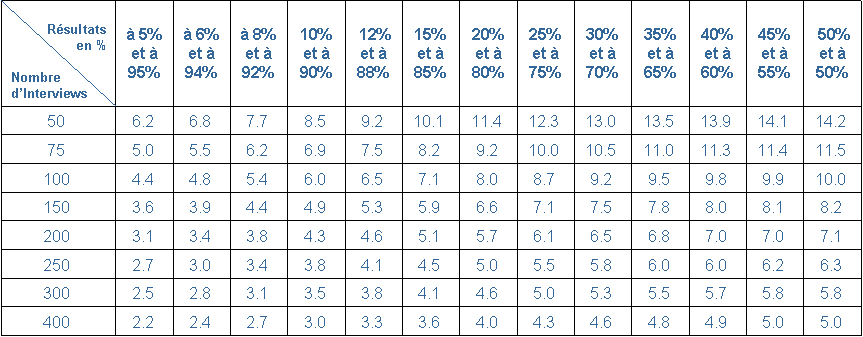 Résultats
en %
Nombre
d'Interviews
à 5%
et à
95%
à 6%
et à
94%
à 8%
et à
92%
10%
et à
90%
12%
et à
88%
15%
et à
85%
20%
et à
80%
25%
et à
75%
30%
et à
70%
35%
et à
65%
40%
et à
60%
45%
et à
55%
50%
et à
50%
50 6.2 6.8 7.7 8.5 9.2 10.1 11.4 12.3 13.0 13.5 13.9 14.1 14.2
75 5.0 5.5 6.2 6.9 7.5 8.2 9.2 10.0 10.5 11.0 11.3 11.4 11.5
100 4.4 4.8 5.4 6.0 6.5 7.1 8.0 8.7 9.2 9.5 9.8 9.9 10.0
150 3.6 3.9 4.4 4.9 5.3 5.9 6.6 7.1 7.5 7.8 8.0 8.1 8.2
200 3.1 3.4 3.8 4.3 4.6 5.1 5.7 6.1 6.5 6.8 7.0 7.0 7.1
250 2.7 3.0 3.4 3.8 4.1 4.5 5.0 5.5 5.8 6.0 6.0 6.2 6.3
300 2.5 2.8 3.1 3.5 3.8 4.1 4.6 5.0 5.3 5.5 5.7 5.8 5.8
400 2.2 2.4 2.7 3.0 3.3 3.6 4.0 4.3 4.6 4.8 4.9 5.0 5.0